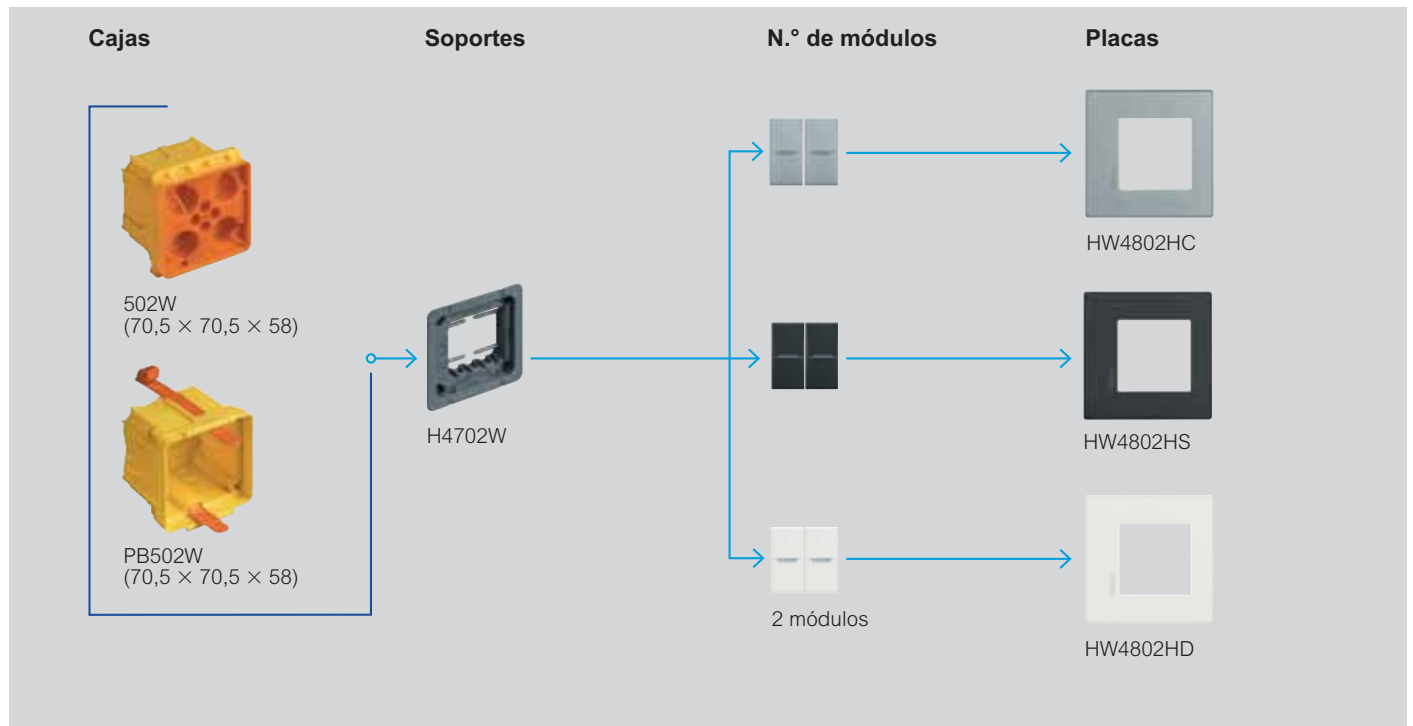 Cajas
Soportes
N.° de módulos
Placas
502W
(70,5 × 70,5 × 58)
PB502W
(70,5 × 70,5 × 58)
H4702W
2 módulos
HW4802HC
HW4802HS
HW4802HD